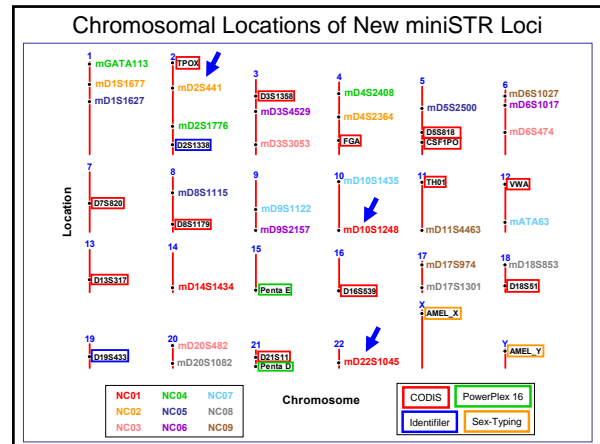 Chromosomal Locations of New miniSTR Loci
1
mGATA113
mD1S1677
mD1S1627
2
TPOX
mD2S441
mD2S1776
D2S1338
3
D3S1358
mD3S4529
mD3S3053
4
mD4S2408
mD4S2364
FGA
5
mD5S2500
D5S818
CSF1PO
6
mD6S1027
mD6S1017
mD6S474
Location
7
D7S820
8
mD8S1115
D8S1179
9
mD9S1122
mD9S2157
10
mD10S1435
mD10S1248
11
TH01
mD11S4463
12
VWA
mATA63
13
D13S317
14
mD14S1434
15
Penta E
16
D16S539
17
mD17S974
mD17S1301
18
mD18S853
D18S51
19
D19S433
20
mD20S482
mD20S1082
21
D21S11
Penta D
22
mD22S1045
X
AMEL_X
Y
AMEL_Y
Chromosome
NC01 NC04 NC07
NC02 NC05 NC08
NC03 NC06 NC09
CODIS PowerPlex 16
Identifiler Sex-Typing